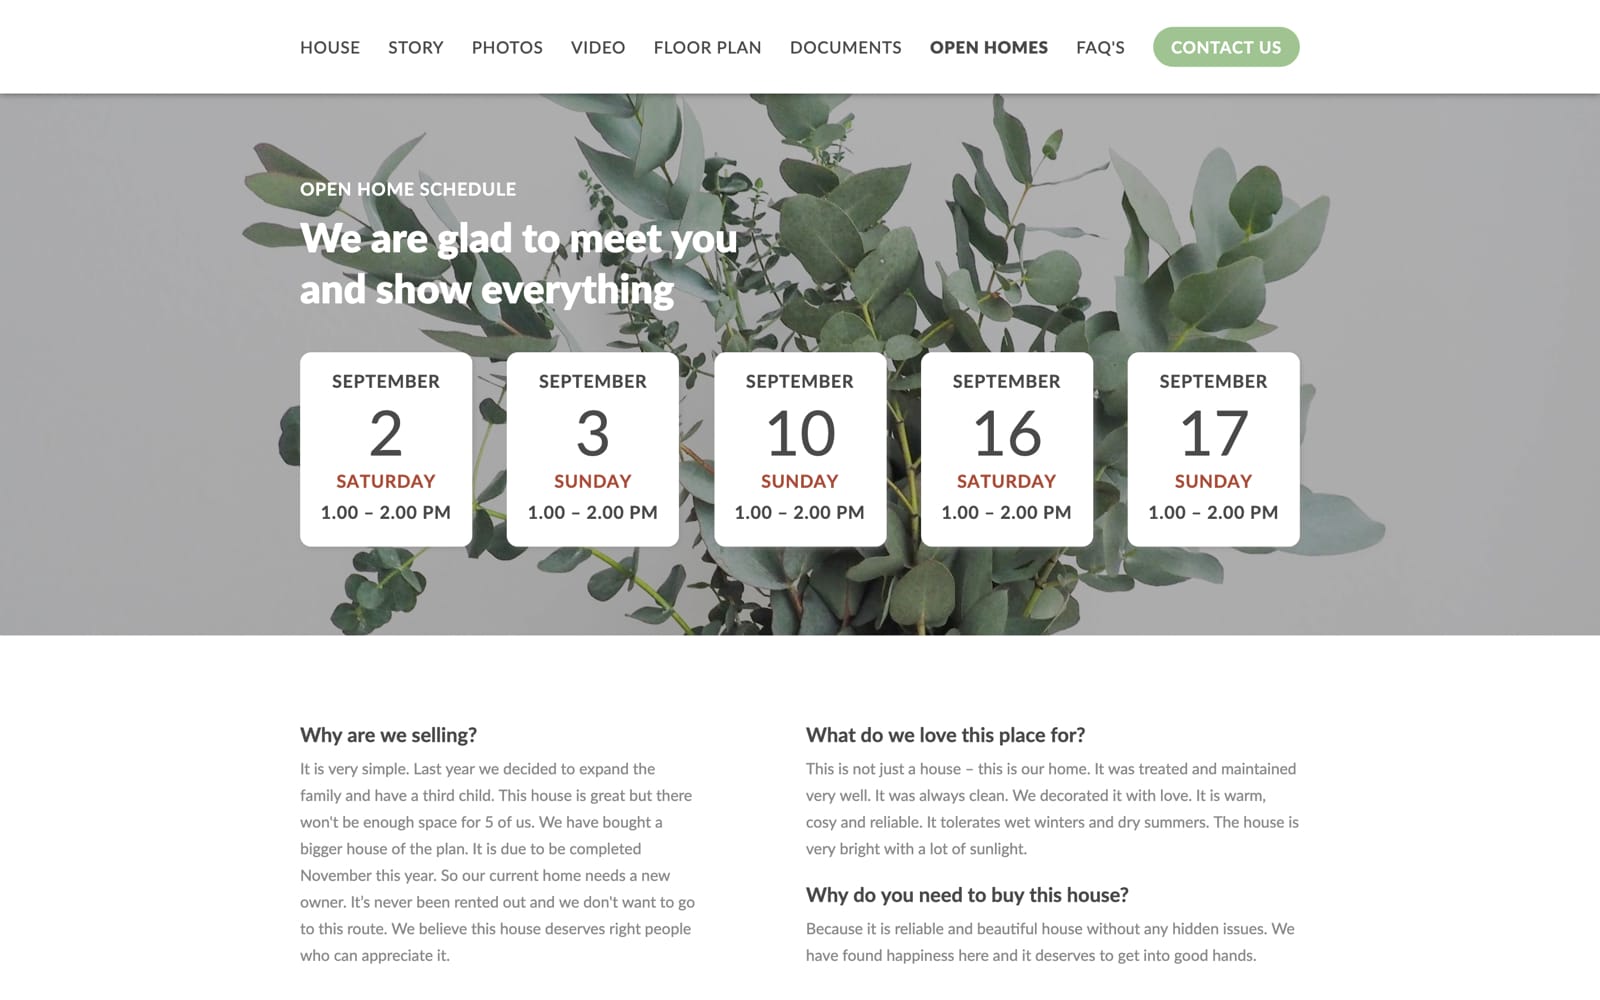 HOUSE STORY PHOTOS VIDEO FLOOR PLAN DOCUMENTS OPEN HOMES FAQ'S CONTACT US
OPEN HOME SCHEDULE
We are glad to meet you
and show everything
SEPTEMBER
2
SATURDAY
1.00 – 2.00 PM
SEPTEMBER
3
SUNDAY
1.00 – 2.00 PM
SEPTEMBER
10
SUNDAY
1.00 – 2.00 PM
SEPTEMBER
16
SATURDAY
1.00 – 2.00 PM
SEPTEMBER
17
SUNDAY
1.00 – 2.00 PM
Why are we selling?
It is very simple. Last year we decided to expand the
family and have a third child. This house is great but there
won't be enough space for 5 of us. We have bought a
bigger house of the plan. It is due to be completed
November this year. So our current home needs a new
owner. It’s never been rented out and we don't want to go
to this route. We believe this house deserves right people
who can appreciate it.
What do we love this place for?
This is not just a house – this is our home. It was treated and maintained
very well. It was always clean. We decorated it with love. It is warm,
cosy and reliable. It tolerates wet winters and dry summers. The house is
very bright with a lot of sunlight.
Why do you need to buy this house?
Because it is reliable and beautiful house without any hidden issues. We
have found happiness here and it deserves to get into good hands.